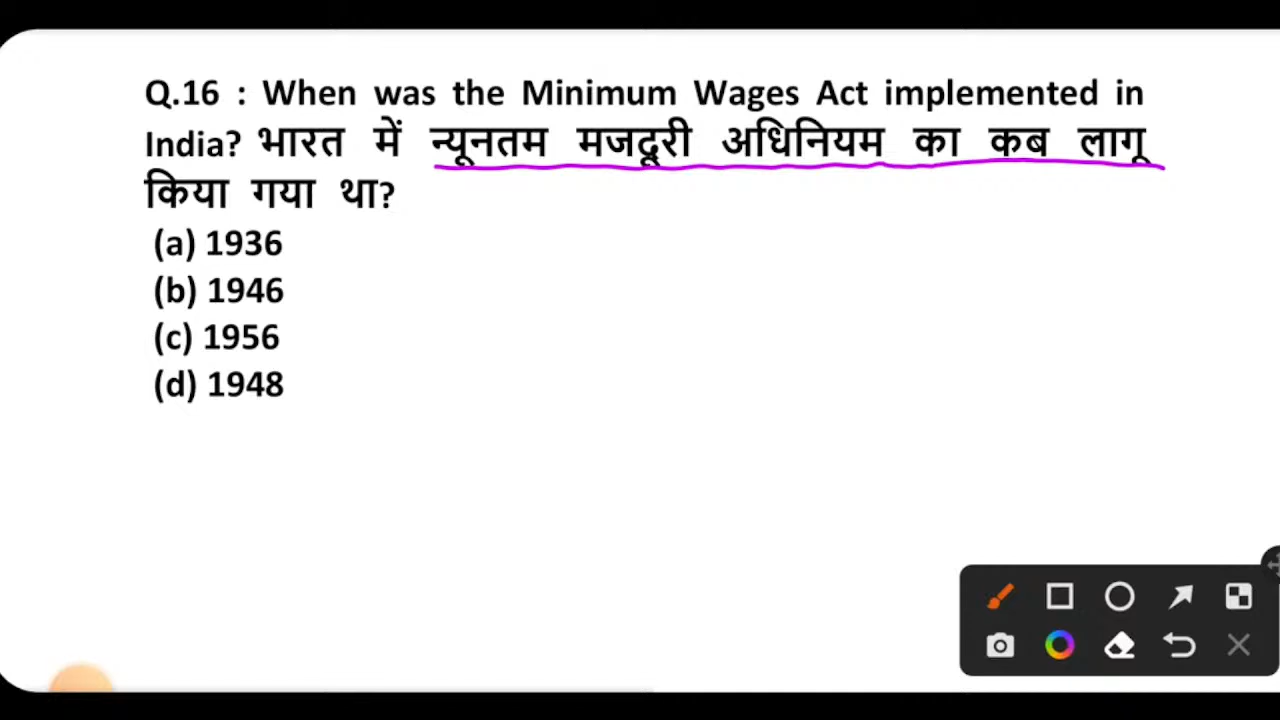 Q.16 : When was the Minimum Wages Act implemented in
India? भारत में न्यूनतम मजदूरी अधिनियम का कब लागू
किया गया था?
(a) 1936
(b) 1946
(c) 1956
(d) 1948